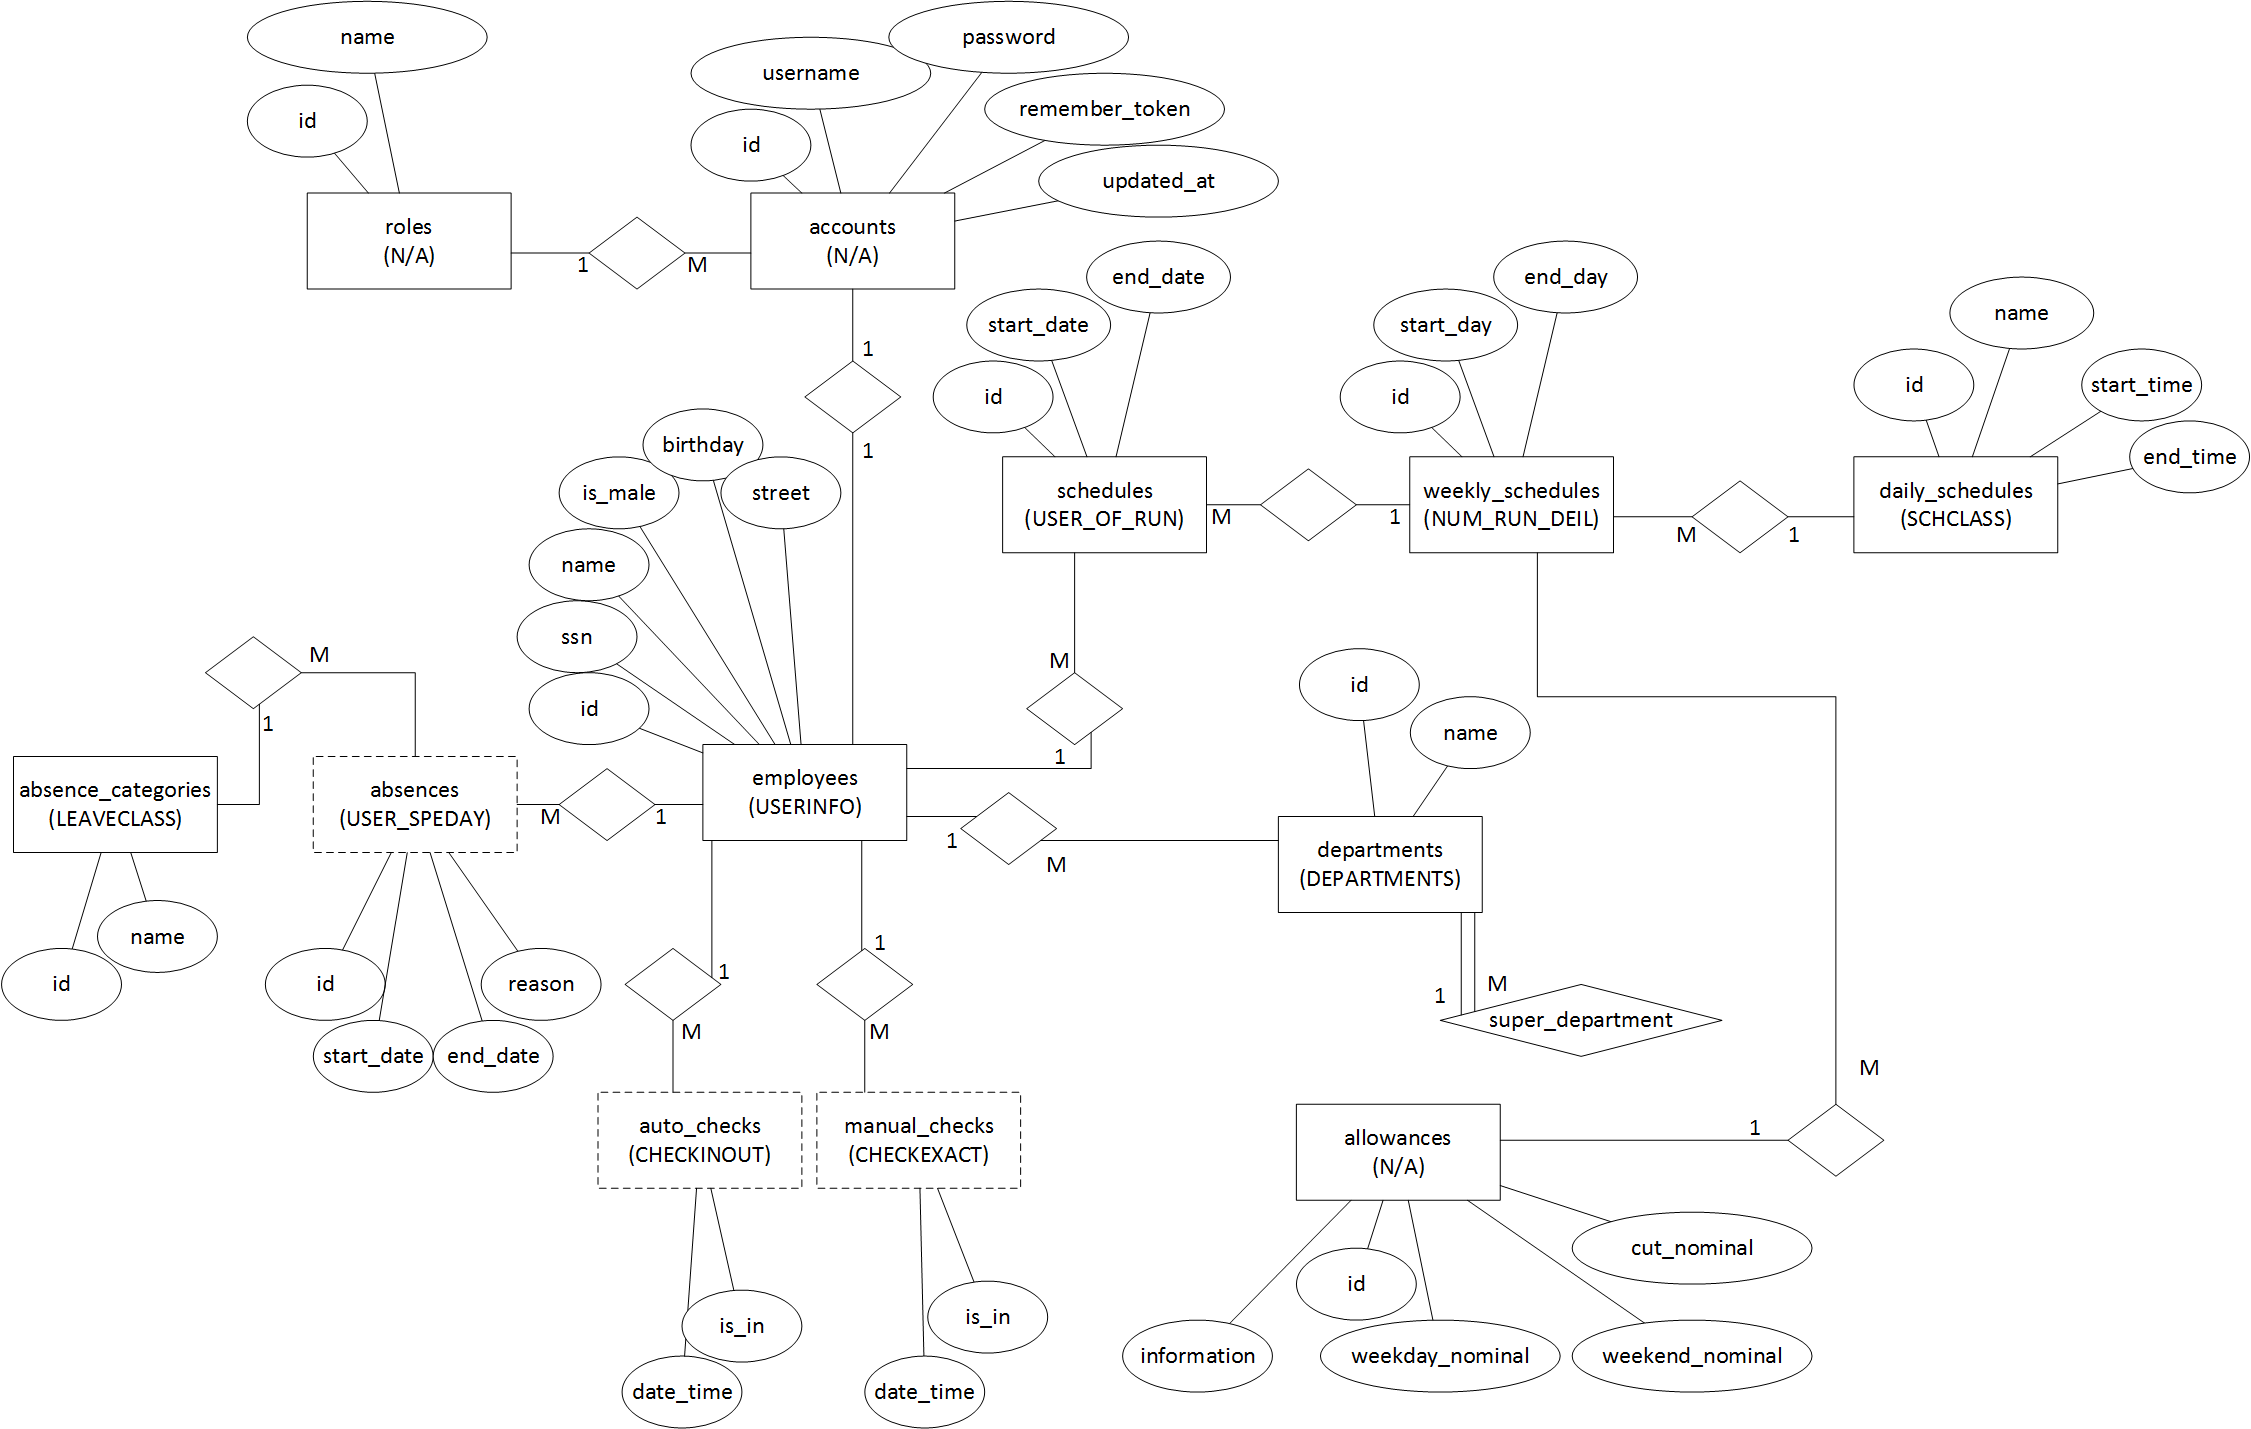 name
password
username
remember_token
id
id
updated_at
roles
(N/A)
accounts
(N/A)
1
M
end_date
end_day
name
start_date
start_day
1
id
id
id
start_time
birthday
1
end_time
is_male
street
schedules
(USER_OF_RUN)
weekly_schedules
(NUM_RUN_DEIL)
daily_schedules
(SCHCLASS)
M
1
M
1
name
ssn
M
M
id
id
name
1
1
absence_categories
(LEAVECLASS)
absences
(USER_SPEDAY)
employees
(USERINFO)
M
1
1
M
departments
(DEPARTMENTS)
name
id
id
reason
start_date
end_date
1
1
M
M
1
M
super_department
auto_checks
(CHECKINOUT)
manual_checks
(CHECKEXACT)
M
1
allowances
(N/A)
cut_nominal
id
is_in
is_in
information
weekday_nominal
weekend_nominal
date_time
date_time